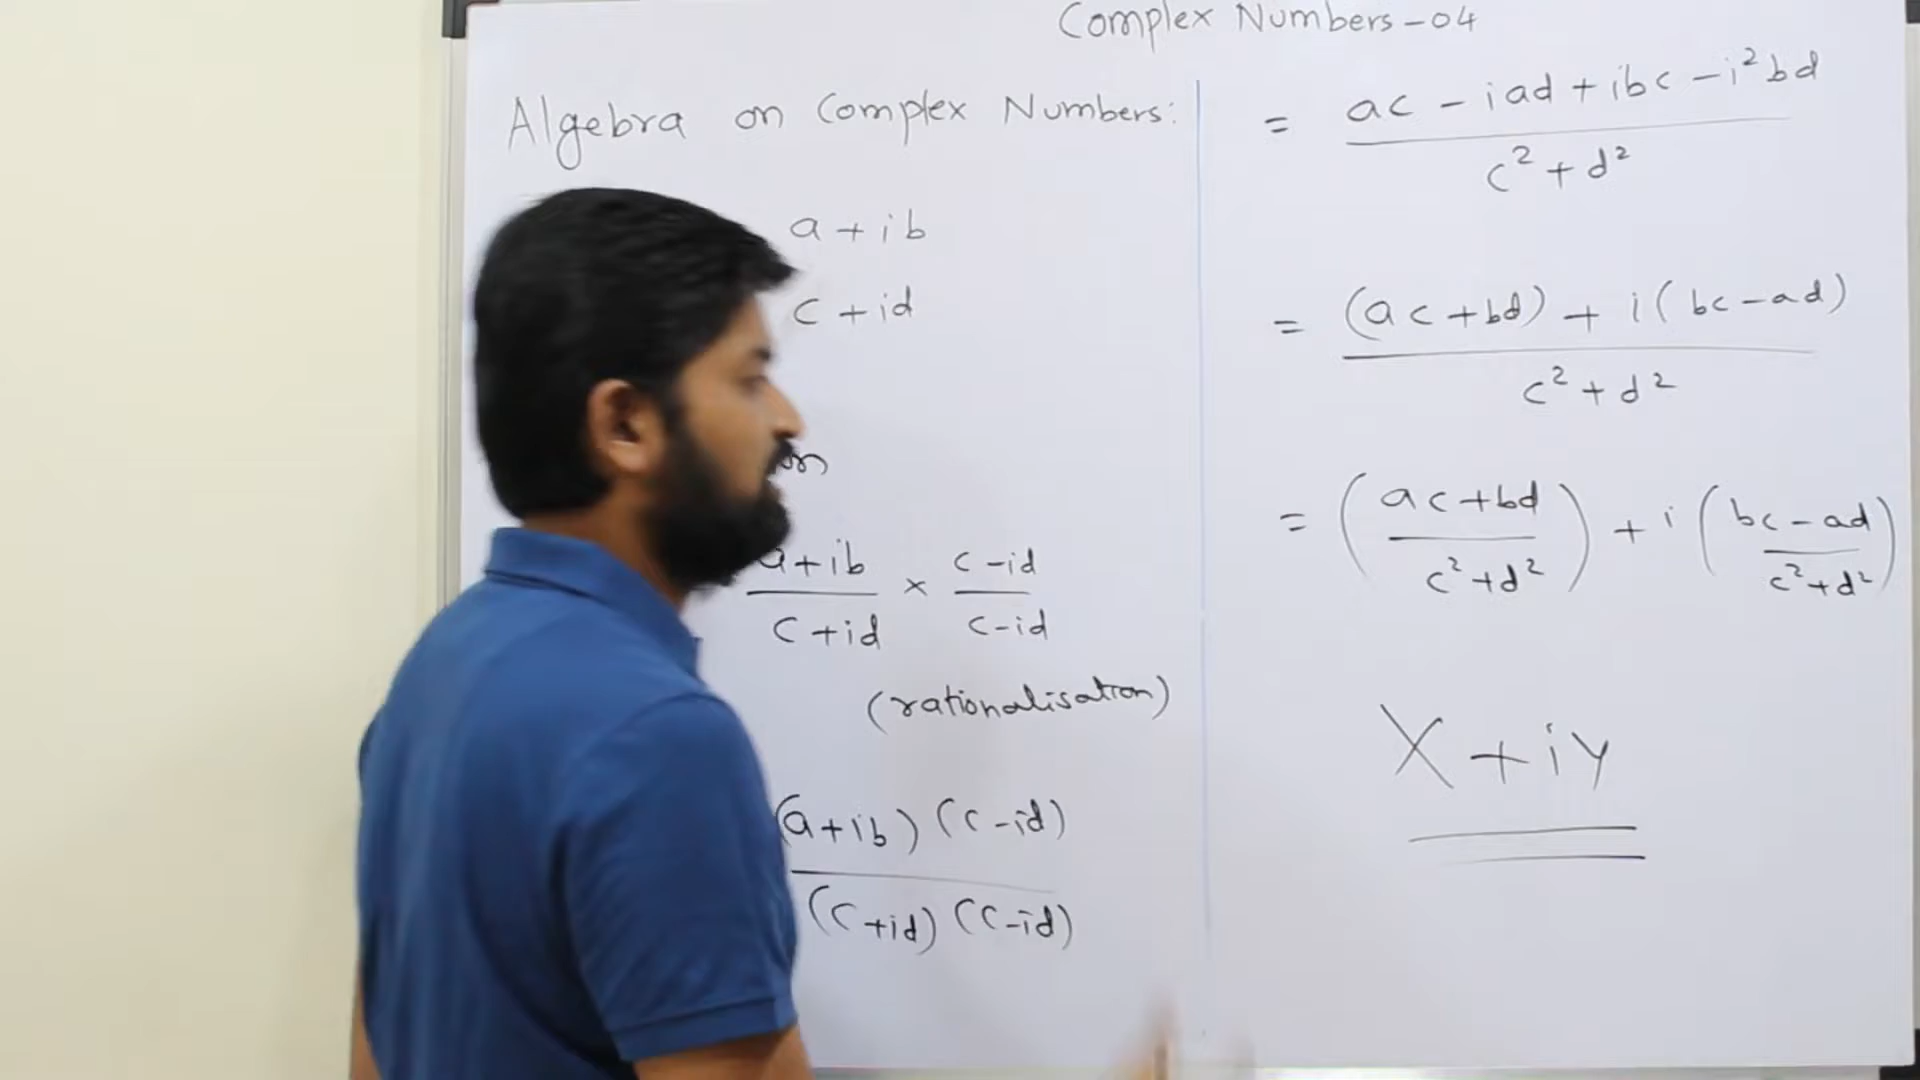 Complex Numbers-04
Algebra on Complex Numbers:
a + ib
c + id
a+ib / c+id × c-id / c-id
(rationalisation)
(a+ib) (c-id) / (c+id) (c-id)
= ac - iad + ibc - i²bd / c² + d²
= (ac+bd) + i(bc-ad) / c² + d²
= (ac+bd / c²+d²) + i (bc-ad / c²+d²)
X + iY